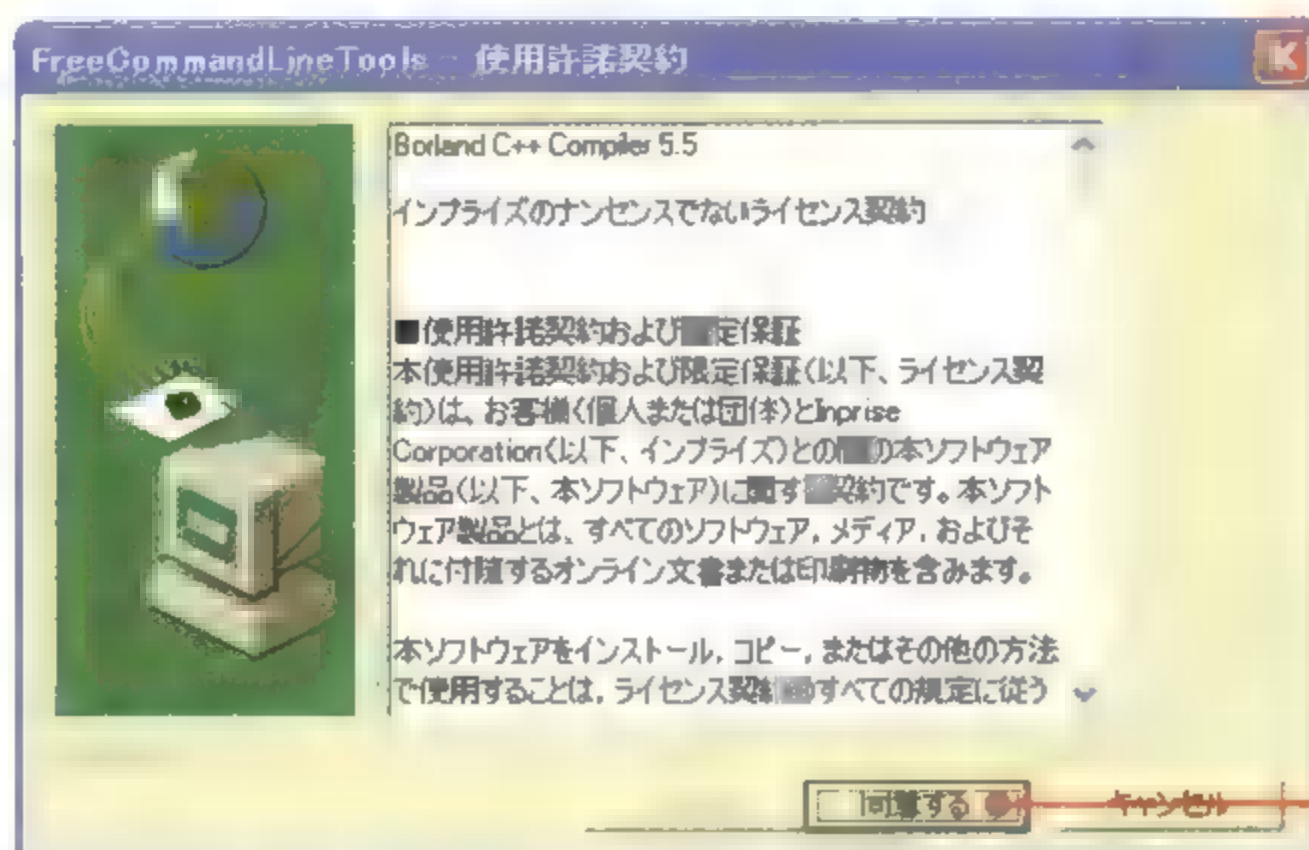 FreeCommandLineTools - 使用許諾契約
Borland C++ Compiler 5.5
インプライズのナンセンスでないライセンス契約
■使用許諾契約および限定保証
本使用許諾契約および限定保証(以下、ライセンス契
約)は、お客様(個人または団体)とInprise
Corporation(以下、インプライズ)との間の本ソフトウェア
製品(以下、本ソフトウェア)に関する契約です。本ソフト
ウェア製品とは、すべてのソフトウェア, メディア, およびそ
れに付随するオンライン文書または印刷物を含みます。
本ソフトウェアをインストール, コピー, またはその他の方法
で使用することは, ライセンス契約のすべての規定に従う
同意する
キャンセル